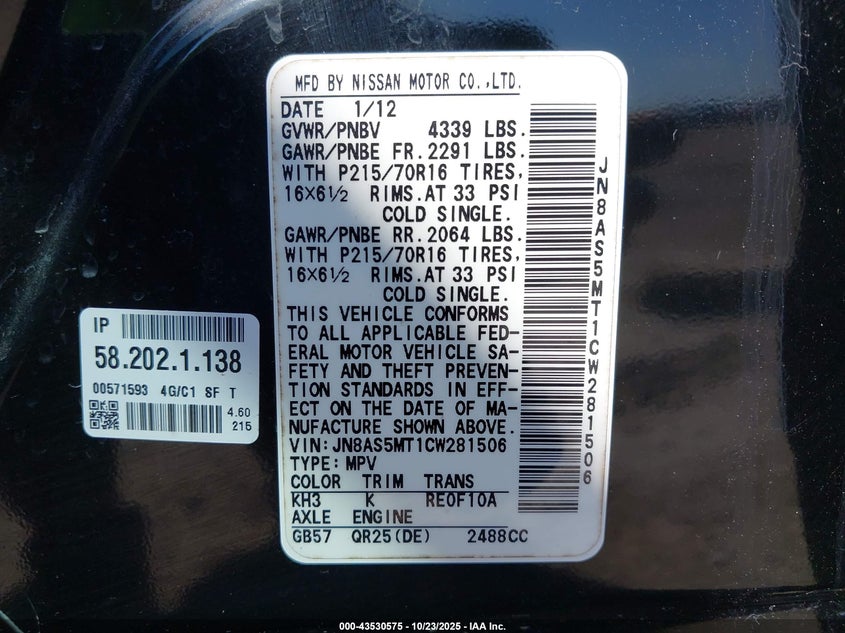 MFD BY NISSAN MOTOR CO.,LTD.
DATE 1/12
GVWR/PNBV 4339 LBS.
GAWR/PNBE FR.2291 LBS.
WITH P215/70R16 TIRES,
16X6½ RIMS.AT 33 PSI
COLD SINGLE.
GAWR/PNBE RR.2064 LBS.
WITH P215/70R16 TIRES,
16X6½ RIMS.AT 33 PSI
COLD SINGLE.
THIS VEHICLE CONFORMS
TO ALL APPLICABLE FED-
ERAL MOTOR VEHICLE SA-
FETY AND THEFT PREVEN-
TION STANDARDS IN EFF-
ECT ON THE DATE OF MA-
NUFACTURE SHOWN ABOVE.
VIN:JN8AS5MT1CW281506
TYPE:MPV
COLOR TRIM TRANS
KH3 K RE0F10A
AXLE ENGINE
GB57 QR25(DE) 2488CC
JN8AS5MT1CW281506
IP
58.202.1.138
00571593 4G/C1 SF T
4.60
215
000-43530575 - 10/23/2025 - IAA Inc.